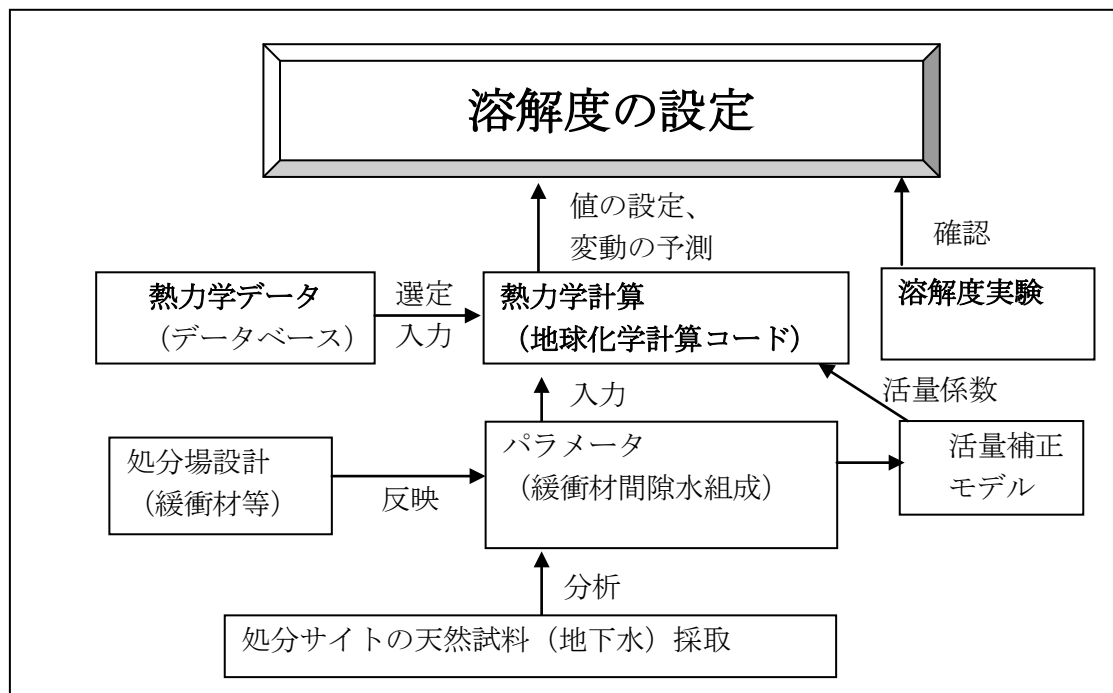 溶解度の設定
値の設定、
変動の予測
確認
熱力学データ
（データベース）
選定
入力
熱力学計算
（地球化学計算コード）
溶解度実験
入力
活量係数
処分場設計
（緩衝材等）
反映
パラメータ
（緩衝材間隙水組成）
活量補正
モデル
分析
処分サイトの天然試料（地下水）採取